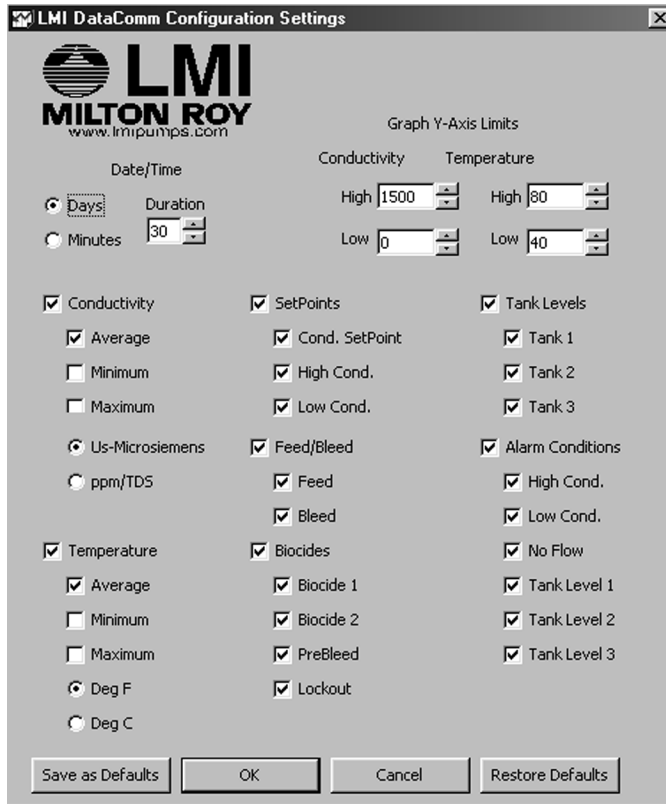 LMI DataComm Configuration Settings
LMI
MILTON ROY
www.lmipumps.com
Graph Y-Axis Limits
Date/Time
Conductivity Temperature
Days Duration
High 1500 High 80
Minutes 30
Low 0 Low 40
Conductivity SetPoints Tank Levels
Average Cond. SetPoint Tank 1
Minimum High Cond. Tank 2
Maximum Low Cond. Tank 3
Us-Microsiemens Feed/Bleed Alarm Conditions
ppm/TDS Feed High Cond.
Bleed Low Cond.
Temperature Biocides No Flow
Average Biocide 1 Tank Level 1
Minimum Biocide 2 Tank Level 2
Maximum PreBleed Tank Level 3
Deg F Lockout
Deg C
Save as Defaults OK Cancel Restore Defaults